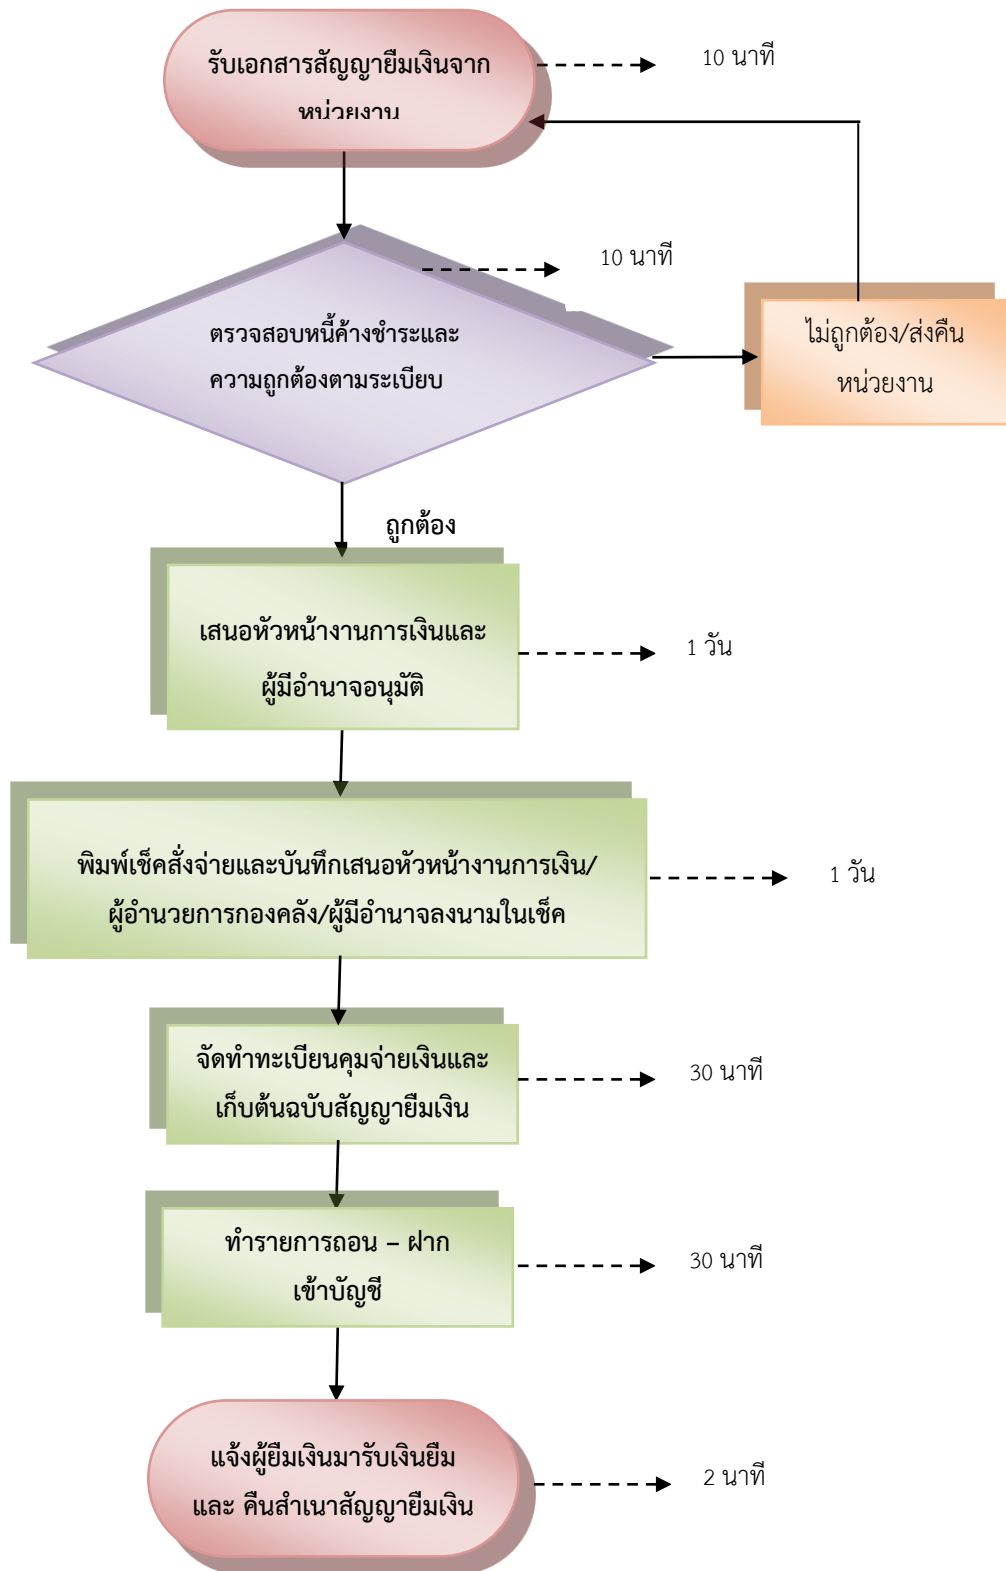 รับเอกสารสัญญายืมเงินจาก
หน่วยงาน
10 นาที
10 นาที
ตรวจสอบหนี้ค้างชำระและ
ความถูกต้องตามระเบียบ
ไม่ถูกต้อง/ส่งคืน
หน่วยงาน
ถูกต้อง
เสนอหัวหน้างานการเงินและ
ผู้มีอำนาจอนุมัติ
1 วัน
พิมพ์เช็คสั่งจ่ายและบันทึกเสนอหัวหน้างานการเงิน/
ผู้อำนวยการกองคลัง/ผู้มีอำนาจลงนามในเช็ค
1 วัน
จัดทำทะเบียนคุมจ่ายเงินและ
เก็บต้นฉบับสัญญายืมเงิน
30 นาที
ทำรายการถอน – ฝาก
เข้าบัญชี
30 นาที
แจ้งผู้ยืมเงินมารับเงินยืม
และ คืนสำเนาสัญญายืมเงิน
2 นาที